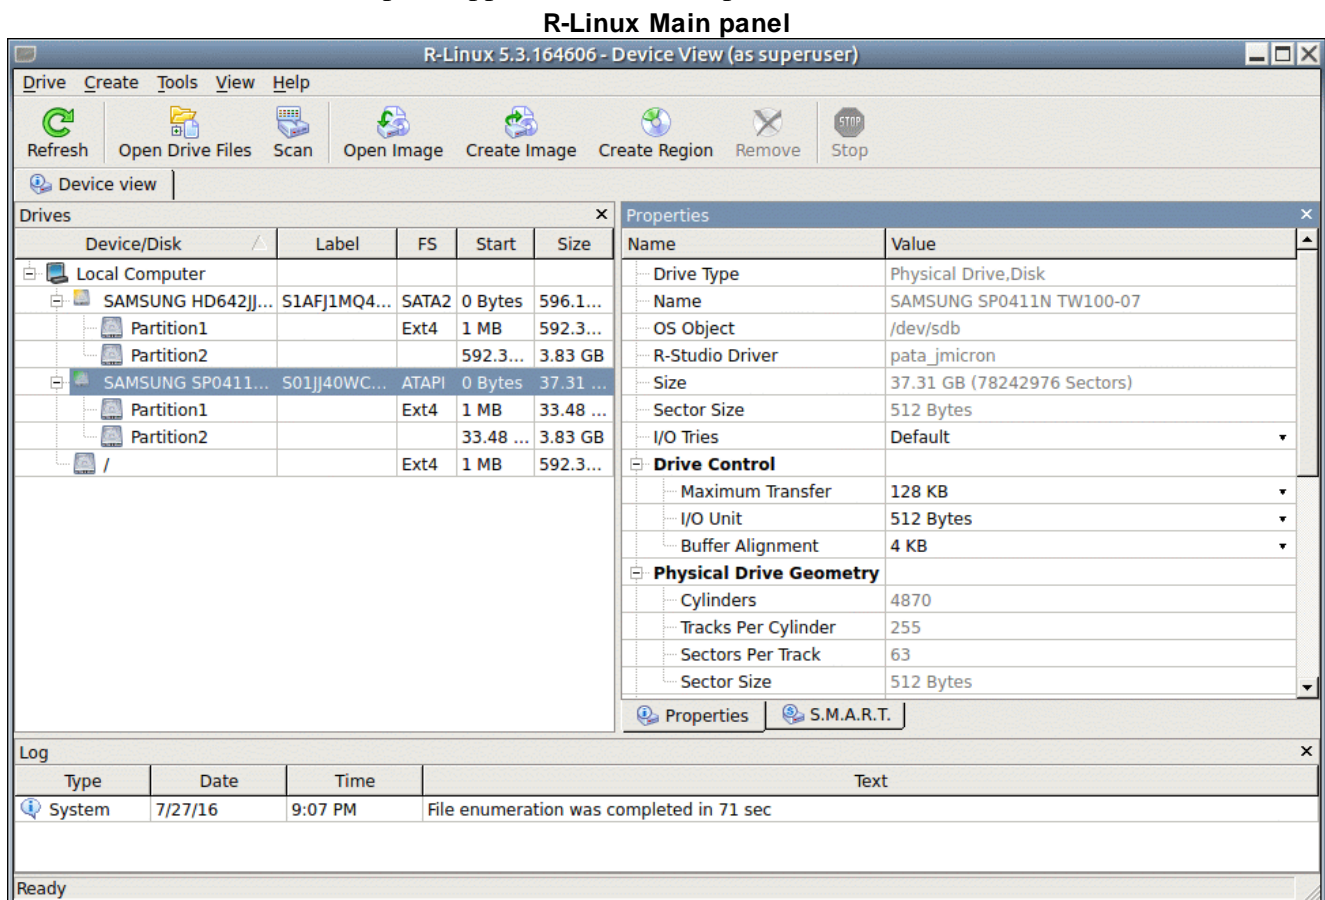 R-Linux Main panel
R-Linux 5.3.164606 - Device View (as superuser)
Drive Create Tools View Help
Refresh Open Drive Files Scan Open Image Create Image Create Region Remove STOP Stop
Device view
Drives
Device/Disk Label FS Start Size
Local Computer
SAMSUNG HD642JJ... S1AFJ1MQ4... SATA2 0 Bytes 596.1...
Partition1 Ext4 1 MB 592.3...
Partition2 592.3... 3.83 GB
SAMSUNG SP0411... S01JJ40WC... ATAPI 0 Bytes 37.31 ...
Partition1 Ext4 1 MB 33.48 ...
Partition2 33.48 ... 3.83 GB
/ Ext4 1 MB 592.3...
Properties
Name Value
Drive Type Physical Drive,Disk
Name SAMSUNG SP0411N TW100-07
OS Object /dev/sdb
R-Studio Driver pata_jmicron
Size 37.31 GB (78242976 Sectors)
Sector Size 512 Bytes
I/O Tries Default
Drive Control
Maximum Transfer 128 KB
I/O Unit 512 Bytes
Buffer Alignment 4 KB
Physical Drive Geometry
Cylinders 4870
Tracks Per Cylinder 255
Sectors Per Track 63
Sector Size 512 Bytes
Properties S.M.A.R.T.
Log
Type Date Time Text
System 7/27/16 9:07 PM File enumeration was completed in 71 sec
Ready